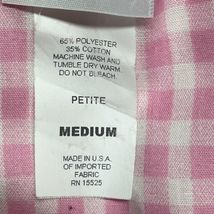 65% POLYESTER
35% COTTON
MACHINE WASH AND
TUMBLE DRY WARM.
DO NOT BLEACH.
PETITE
MEDIUM
MADE IN U.S.A.
OF IMPORTED
FABRIC
RN 15525